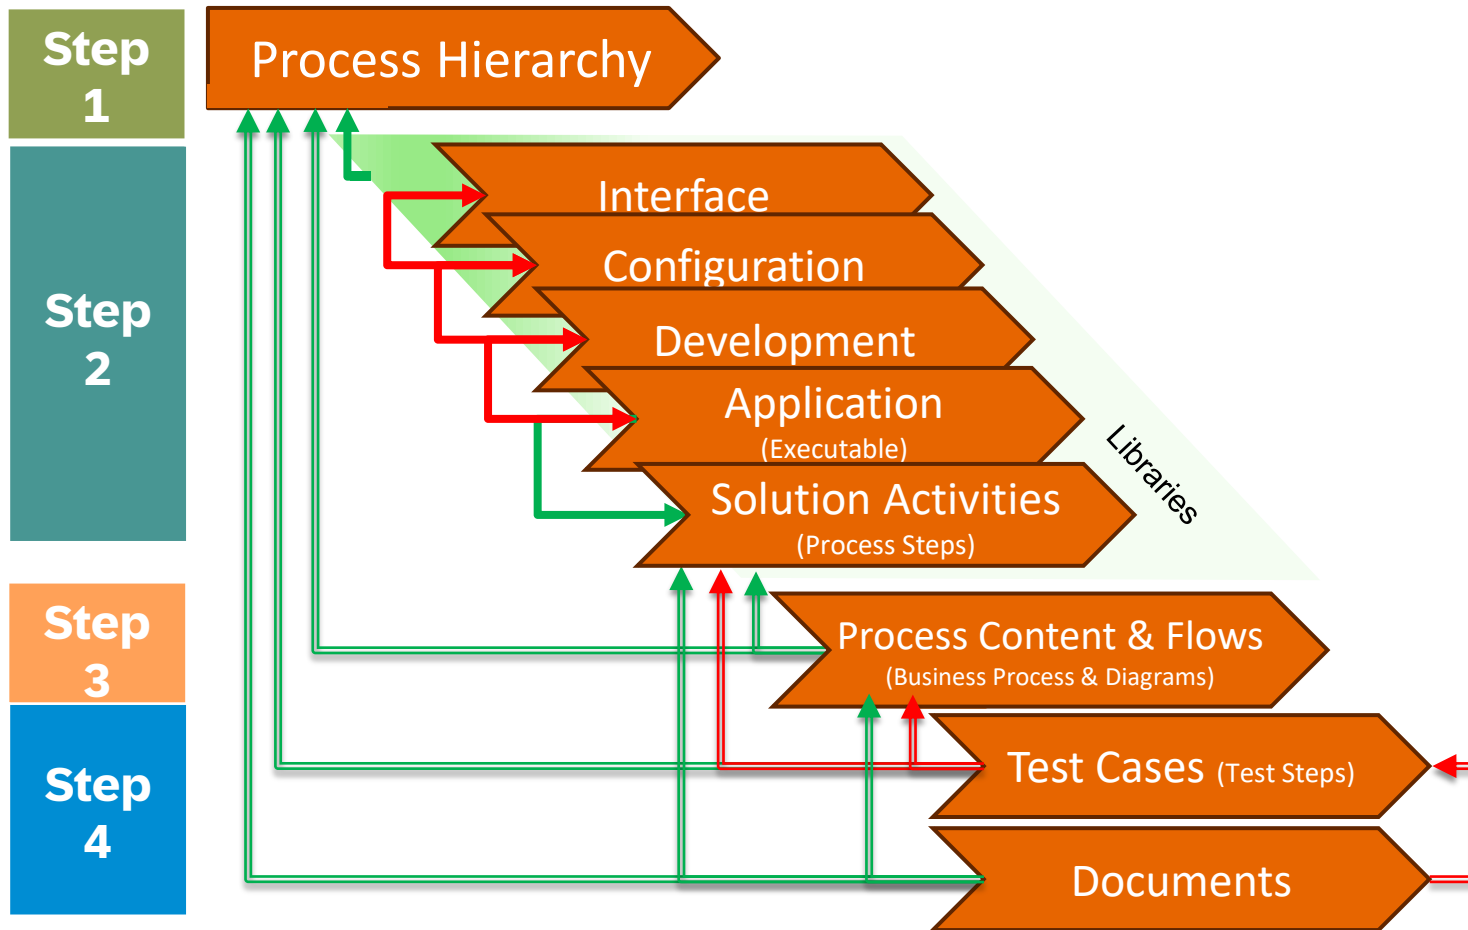 Step
1
Process Hierarchy
Step
2
Interface
Configuration
Development
Application
(Executable)
Solution Activities
(Process Steps)
Libraries
Step
3
Process Content & Flows
(Business Process & Diagrams)
Step
4
Test Cases (Test Steps)
Documents